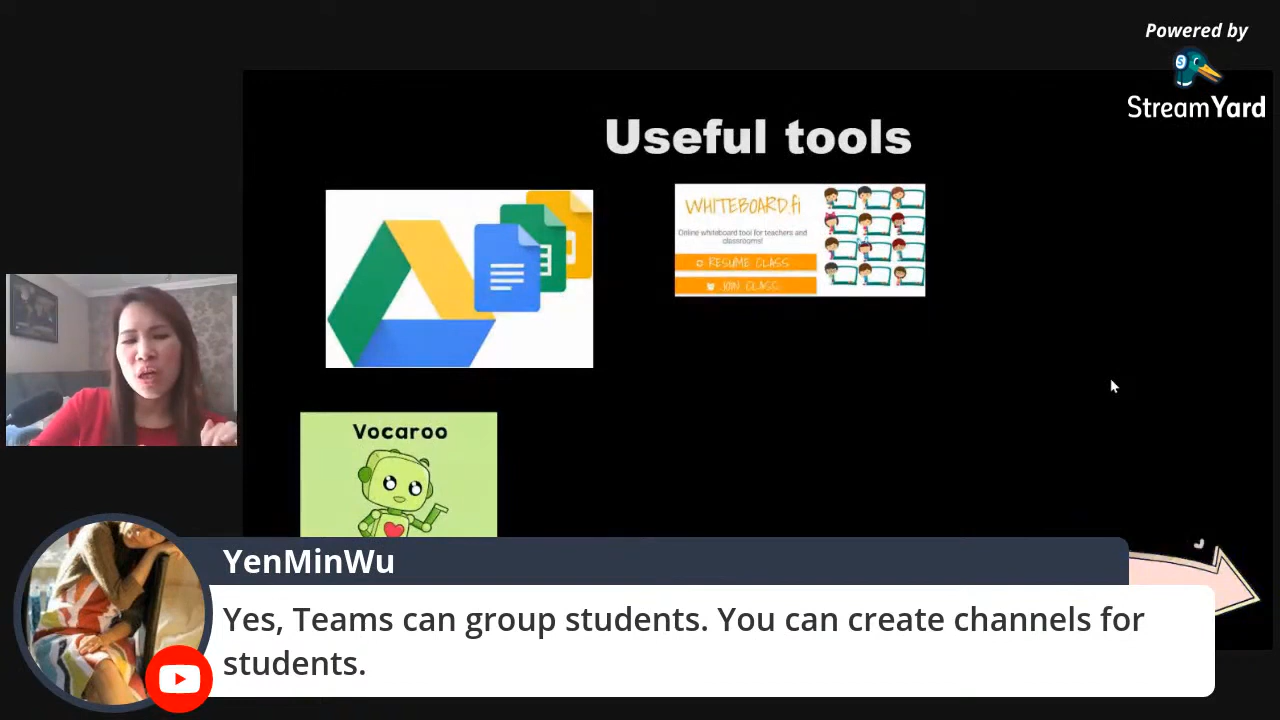 Powered by
StreamYard
Useful tools
WHITEBOARD.fi
Online whiteboard tool for teachers and
classrooms!
RESUME CLASS
JOIN CLASS
Vocaroo
YenMinWu
Yes, Teams can group students. You can create channels for
students.